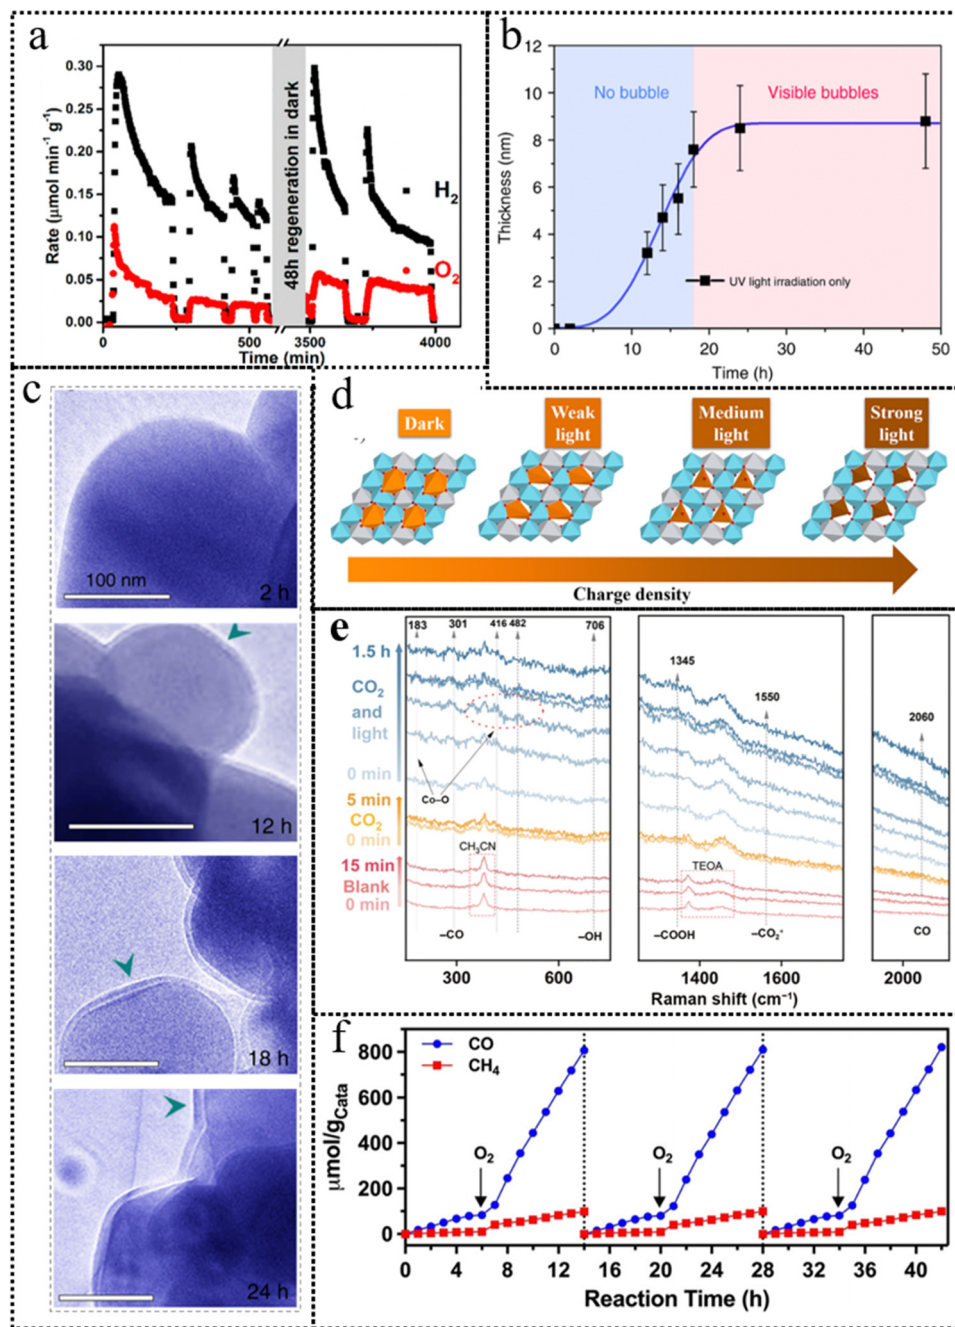 a
Rate (μmol min⁻¹ g⁻¹)
0.30
0.25
0.20
0.15
0.10
0.05
0.00
48h regeneration in dark
H₂
O₂
0
500
3500
4000
Time (min)
b
Thickness (nm)
12
10
8
6
4
2
0
No bubble
Visible bubbles
UV light irradiation only
0
10
20
30
40
50
Time (h)
c
100 nm
2 h
12 h
18 h
24 h
d
Dark
Weak
light
Medium
light
Strong
light
Charge density
e
183
301
416
482
706
1345
1550
2060
1.5 h
CO₂
and
light
0 min
5 min
CO₂
0 min
15 min
Blank
0 min
Co–O
CH₃CN
TEOA
–CO
–OH
–COOH
–CO₂*
CO
300
600
1400
1600
2000
Raman shift (cm⁻¹)
f
μmol/gCata
800
600
400
200
0
CO
CH₄
O₂
O₂
O₂
0
4
8
12
16
20
24
28
32
36
40
Reaction Time (h)